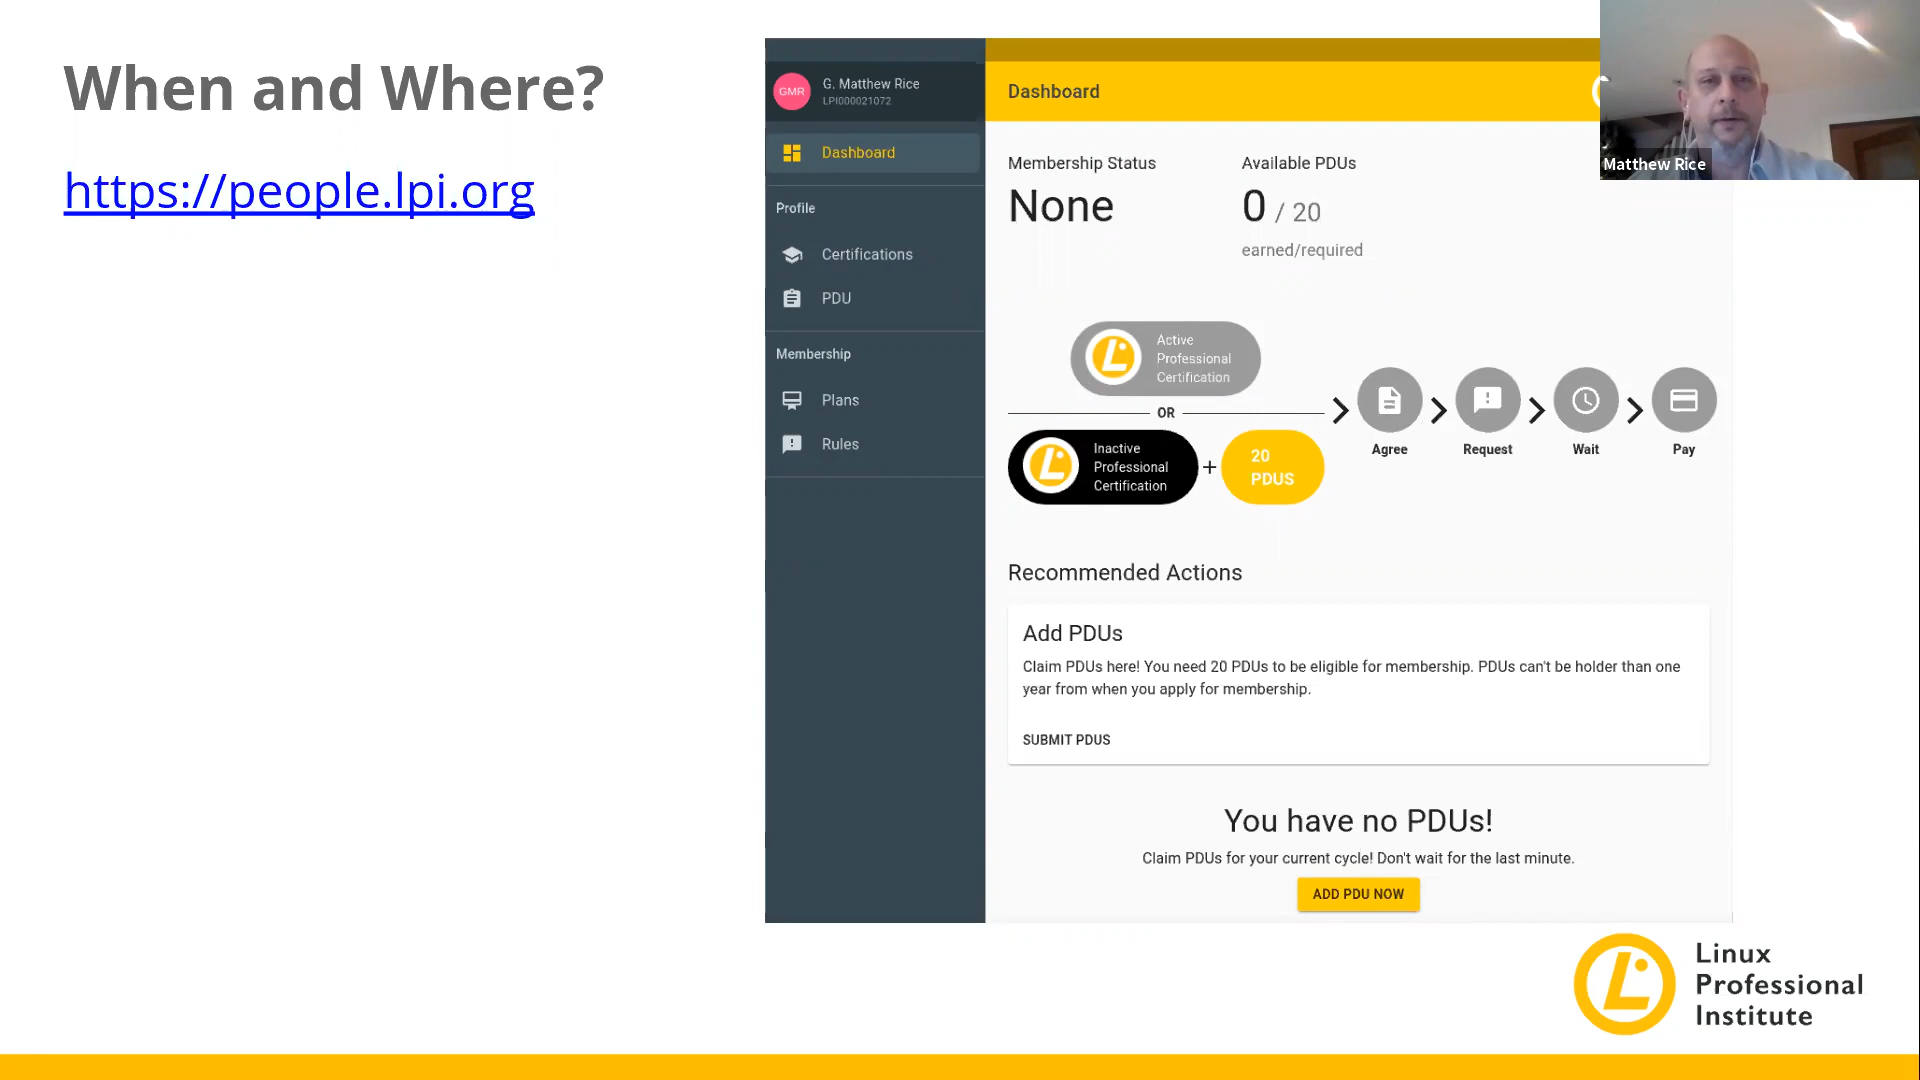 When and Where?
https://people.lpi.org
GMR
G. Matthew Rice
LPI000021072
Dashboard
Profile
Certifications
PDU
Membership
Plans
Rules
Dashboard
Matthew Rice
Membership Status
None
Available PDUs
0 / 20
earned/required
Active
Professional
Certification
OR
Inactive
Professional
Certification
+
20
PDUS
Agree
Request
Wait
Pay
Recommended Actions
Add PDUs
Claim PDUs here! You need 20 PDUs to be eligible for membership. PDUs can't be holder than one
year from when you apply for membership.
SUBMIT PDUS
You have no PDUs!
Claim PDUs for your current cycle! Don't wait for the last minute.
ADD PDU NOW
Linux
Professional
Institute